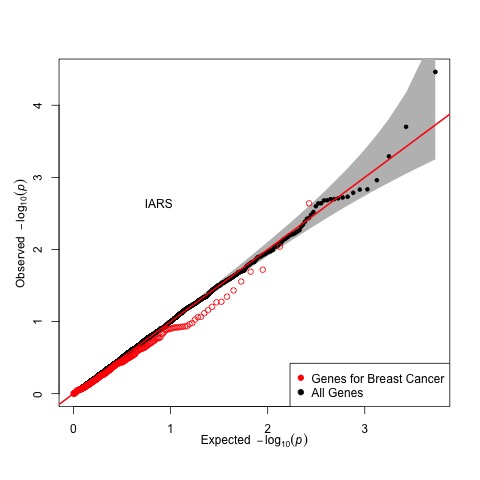 4
3
2
1
0
Observed −log₁₀(p)
IARS
Genes for Breast Cancer
All Genes
0 1 2 3
Expected −log₁₀(p)